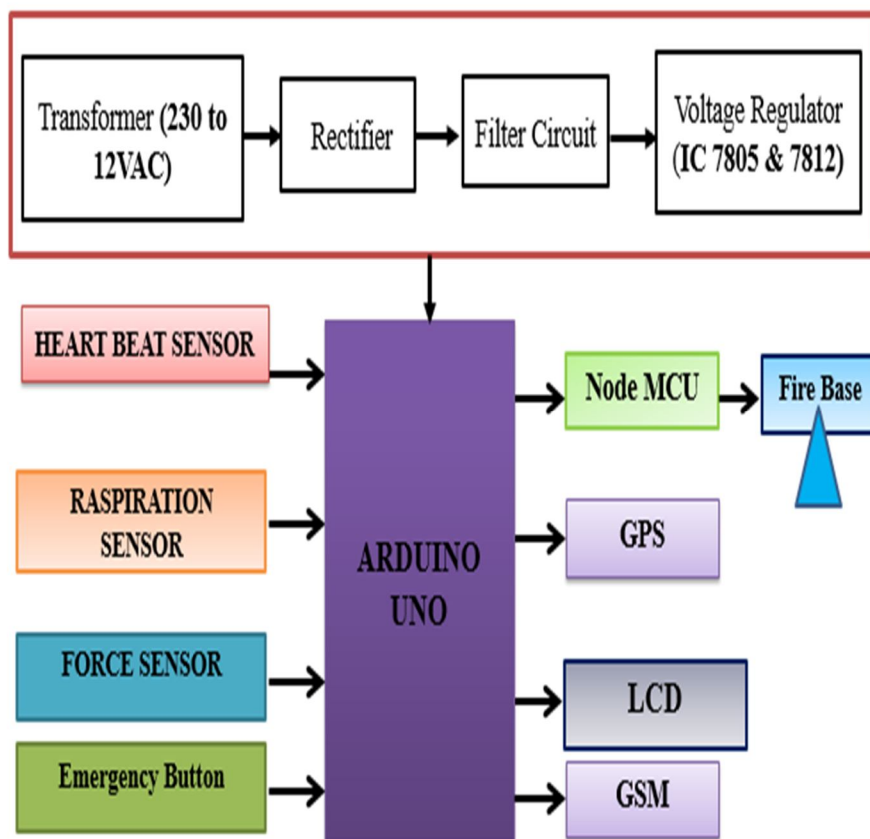 Transformer (230 to
12VAC)
Rectifier
Filter Circuit
Voltage Regulator
(IC 7805 & 7812)
HEART BEAT SENSOR
RASPIRATION
SENSOR
FORCE SENSOR
Emergency Button
ARDUINO
UNO
Node MCU
Fire Base
GPS
LCD
GSM